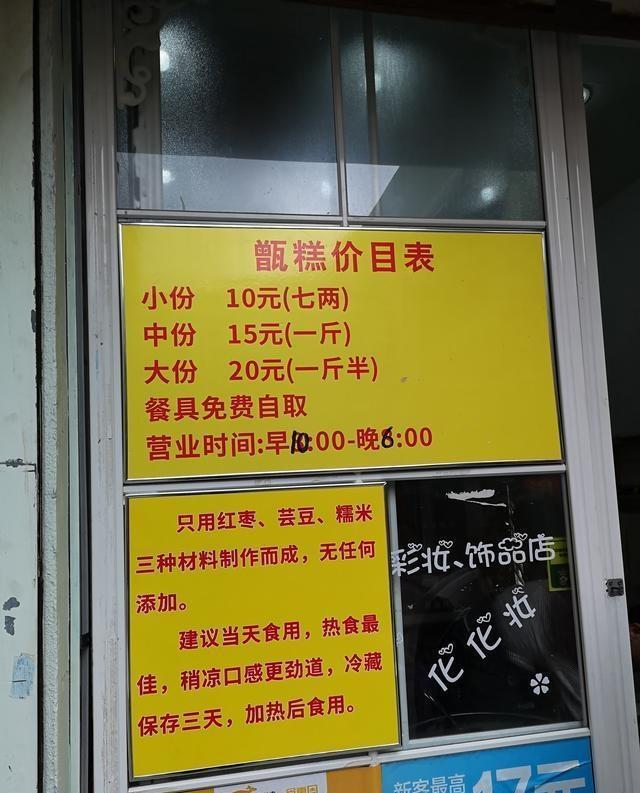 甑糕价目表
小份 10元(七两)
中份 15元(一斤)
大份 20元(一斤半)
餐具免费自取
营业时间:早10:00-晚6:00
只用红枣、芸豆、糯米
三种材料制作而成，无任何
添加。
建议当天食用，热食最
佳，稍凉口感更劲道，冷藏
保存三天，加热后食用。
彩妆、饰品店
化化妆
新客最高
17元